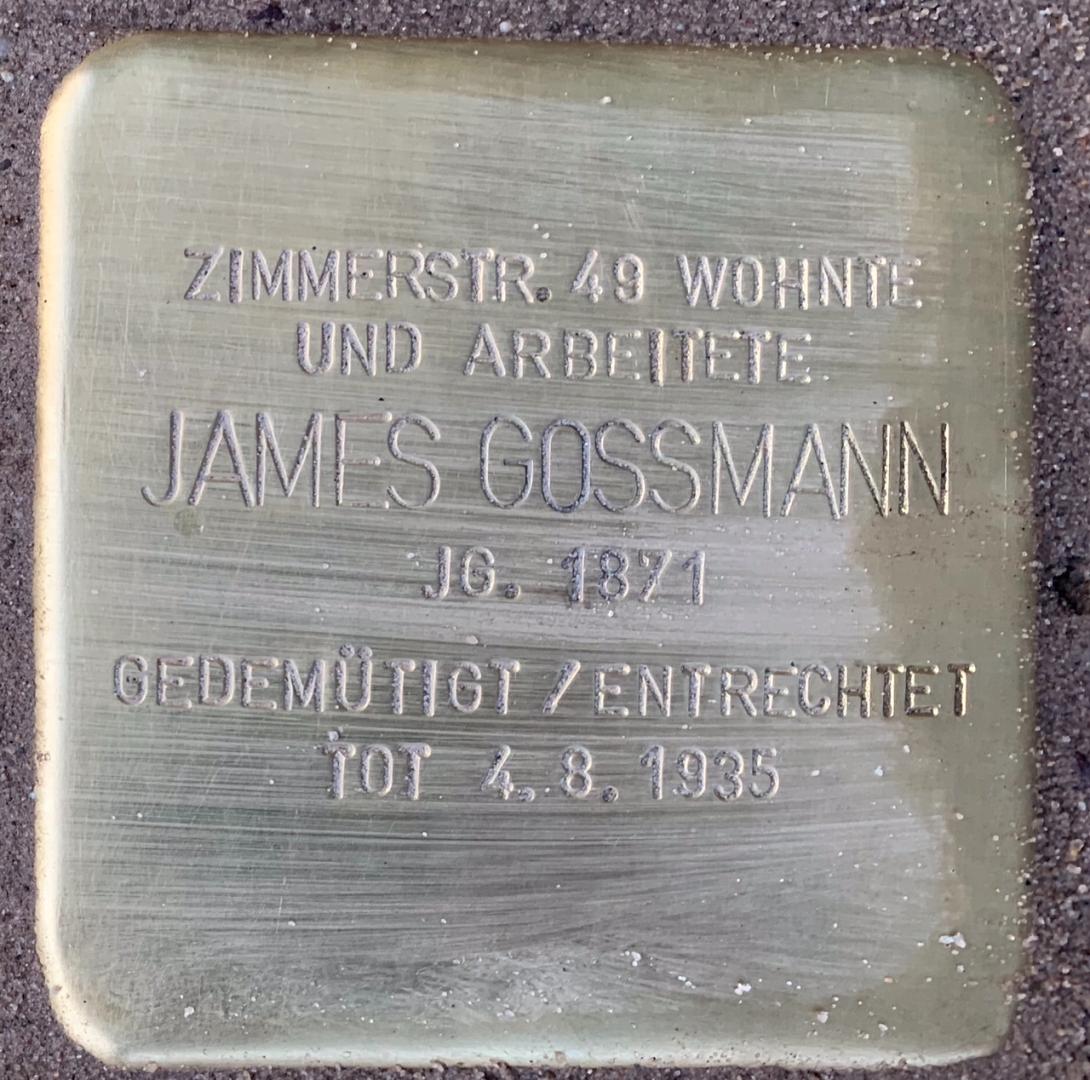 ZIMMERSTR. 49 WOHNTE
UND ARBEITETE
JAMES GOSSMANN
JG. 1871
GEDEMÜTIGT / ENTRECHTET
TOT 4. 8. 1935